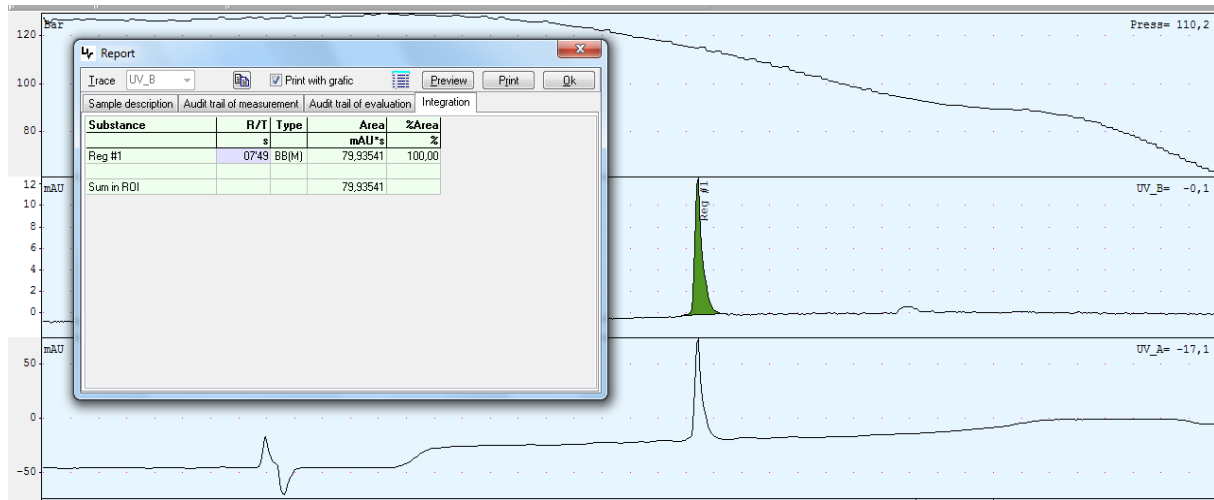 Bar
Press= 110,2
120
100
80
Report
Trace UV_B Print with grafic Preview Print Ok
Sample description Audit trail of measurement Audit trail of evaluation Integration
Substance R/T Type Area %Area
s mAU*s %
Reg #1 07'49 BB(M) 79,93541 100,00
Sum in ROI 79,93541
12 mAU
UV_B= -0,1
10
8
6
4
2
0
Reg #1
mAU
UV_A= -17,1
50
0
-50